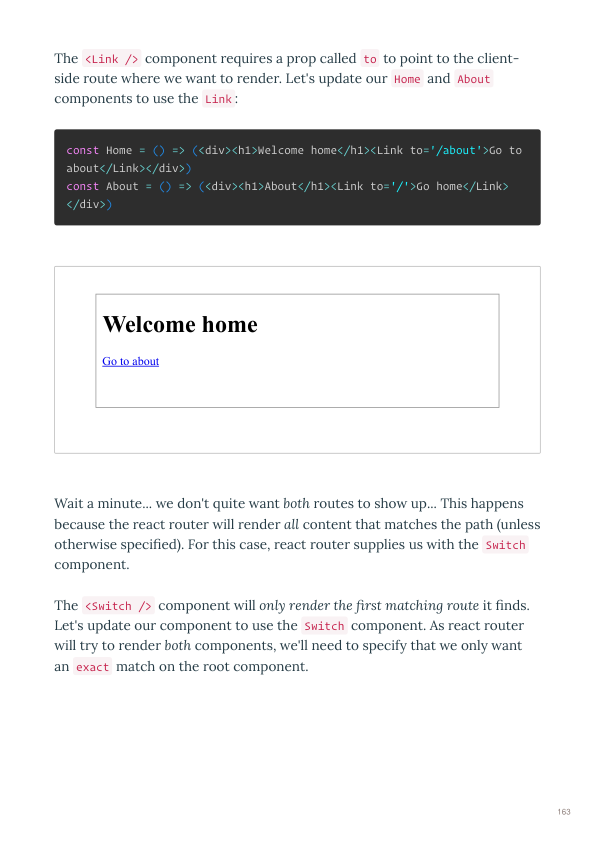 The <Link /> component requires a prop called to to point to the client-
side route where we want to render. Let's update our Home and About
components to use the Link:
const Home = () => (<div><h1>Welcome home</h1><Link to='/about'>Go to
about</Link></div>)
const About = () => (<div><h1>About</h1><Link to='/'>Go home</Link>
</div>)
Welcome home
Go to about
Wait a minute... we don't quite want both routes to show up... This happens
because the react router will render all content that matches the path (unless
otherwise specified). For this case, react router supplies us with the Switch
component.
The <Switch /> component will only render the first matching route it finds.
Let's update our component to use the Switch component. As react router
will try to render both components, we'll need to specify that we only want
an exact match on the root component.
163